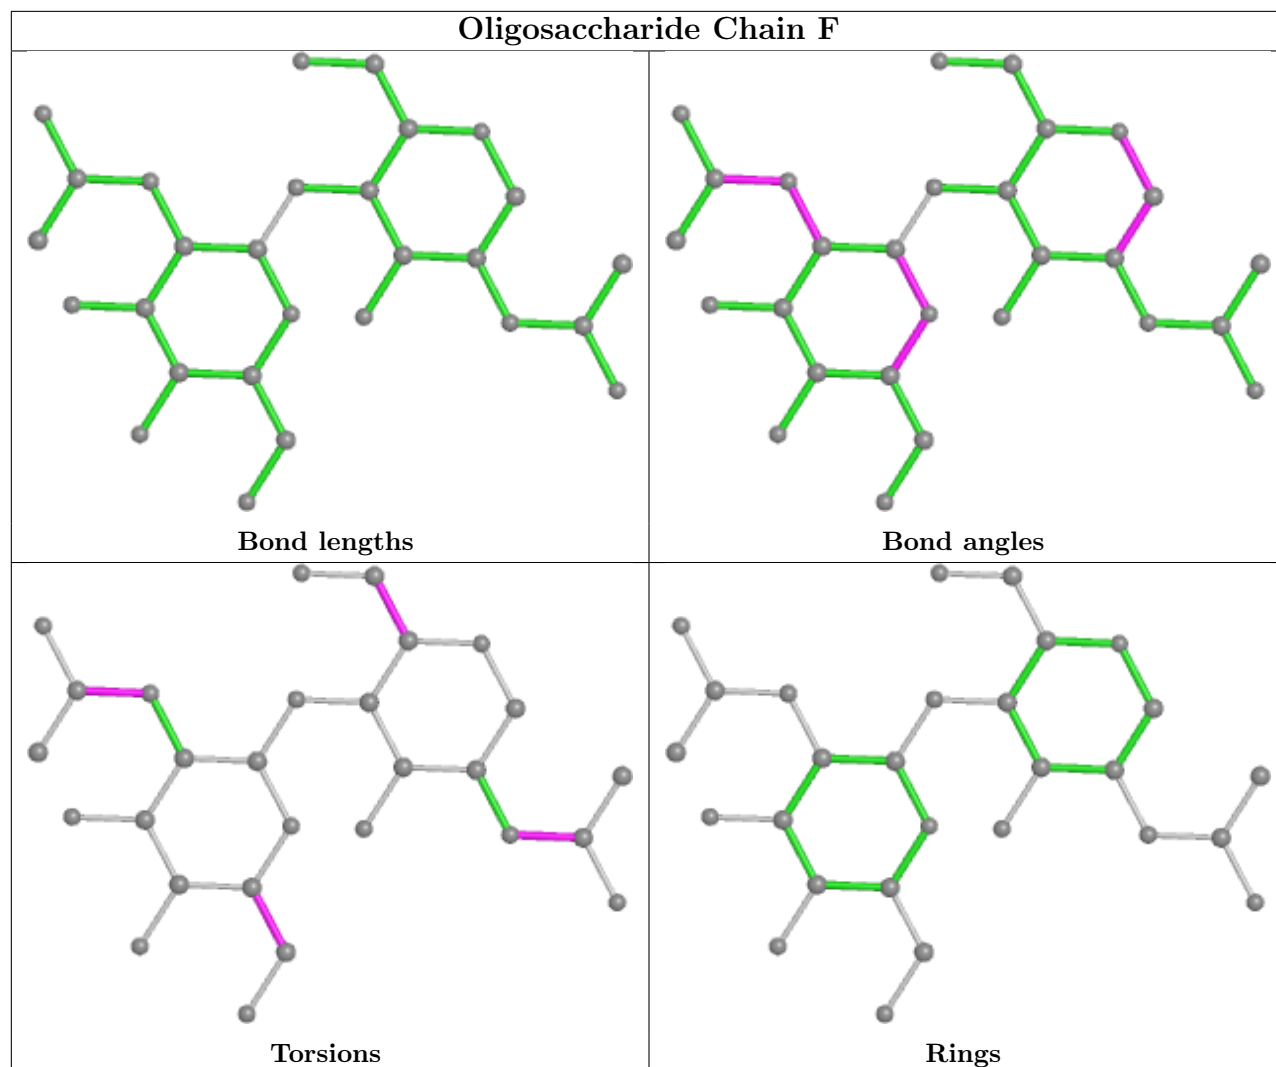 Oligosaccharide Chain F
Bond lengths
Bond angles
Torsions
Rings